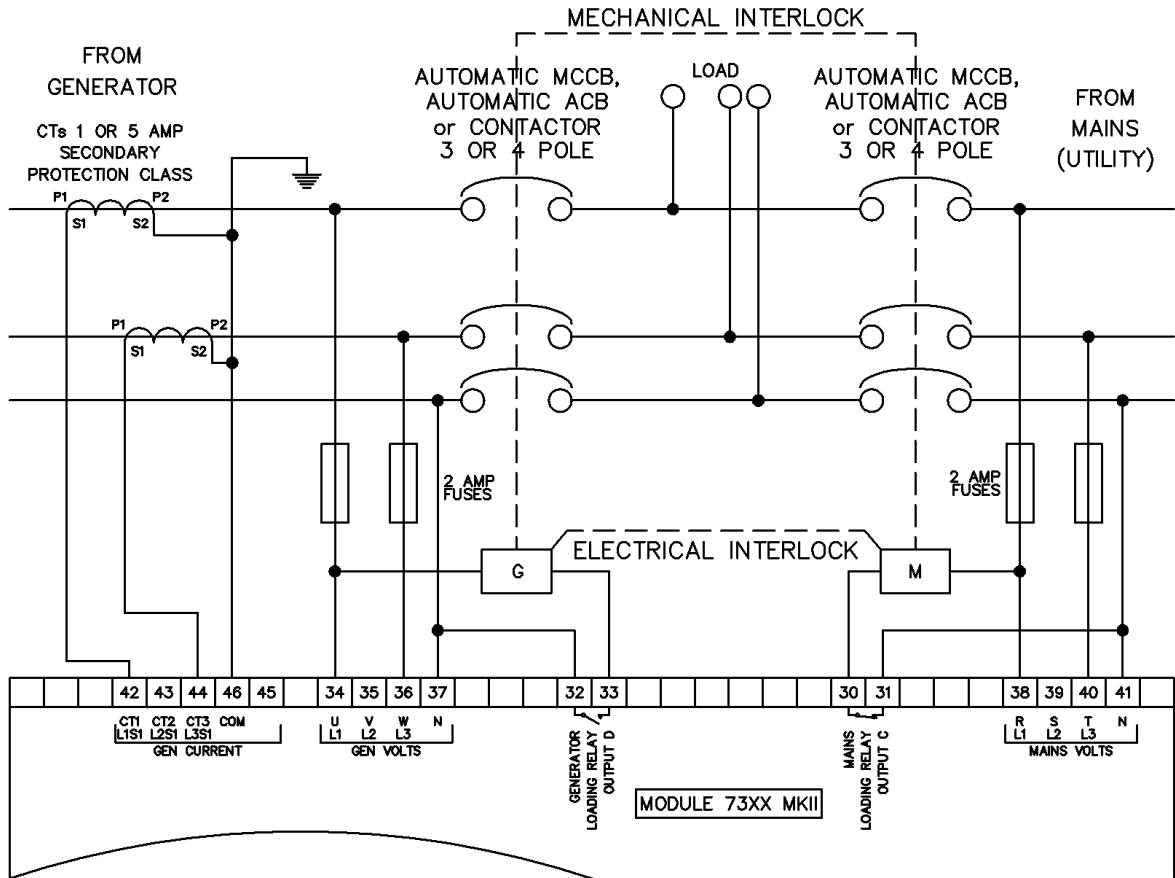 MECHANICAL INTERLOCK
FROM
GENERATOR
CTs 1 OR 5 AMP
SECONDARY
PROTECTION CLASS
AUTOMATIC MCCB,
AUTOMATIC ACB
or CONTACTOR
3 OR 4 POLE
LOAD
AUTOMATIC MCCB,
AUTOMATIC ACB
or CONTACTOR
3 OR 4 POLE
FROM
MAINS
(UTILITY)
P1 P2
S1 S2
P1 P2
S1 S2
2 AMP
FUSES
2 AMP
FUSES
ELECTRICAL INTERLOCK
G
M
42 43 44 46 45 34 35 36 37 32 33 30 31 38 39 40 41
CT1 CT2 CT3 COM
L1S1 L2S1 L3S1
GEN CURRENT
U V W N
L1 L2 L3
GEN VOLTS
GENERATOR
LOADING RELAY
OUTPUT D
MODULE 73XX MKII
MAINS
LOADING RELAY
OUTPUT C
R S T N
L1 L2 L3
MAINS VOLTS